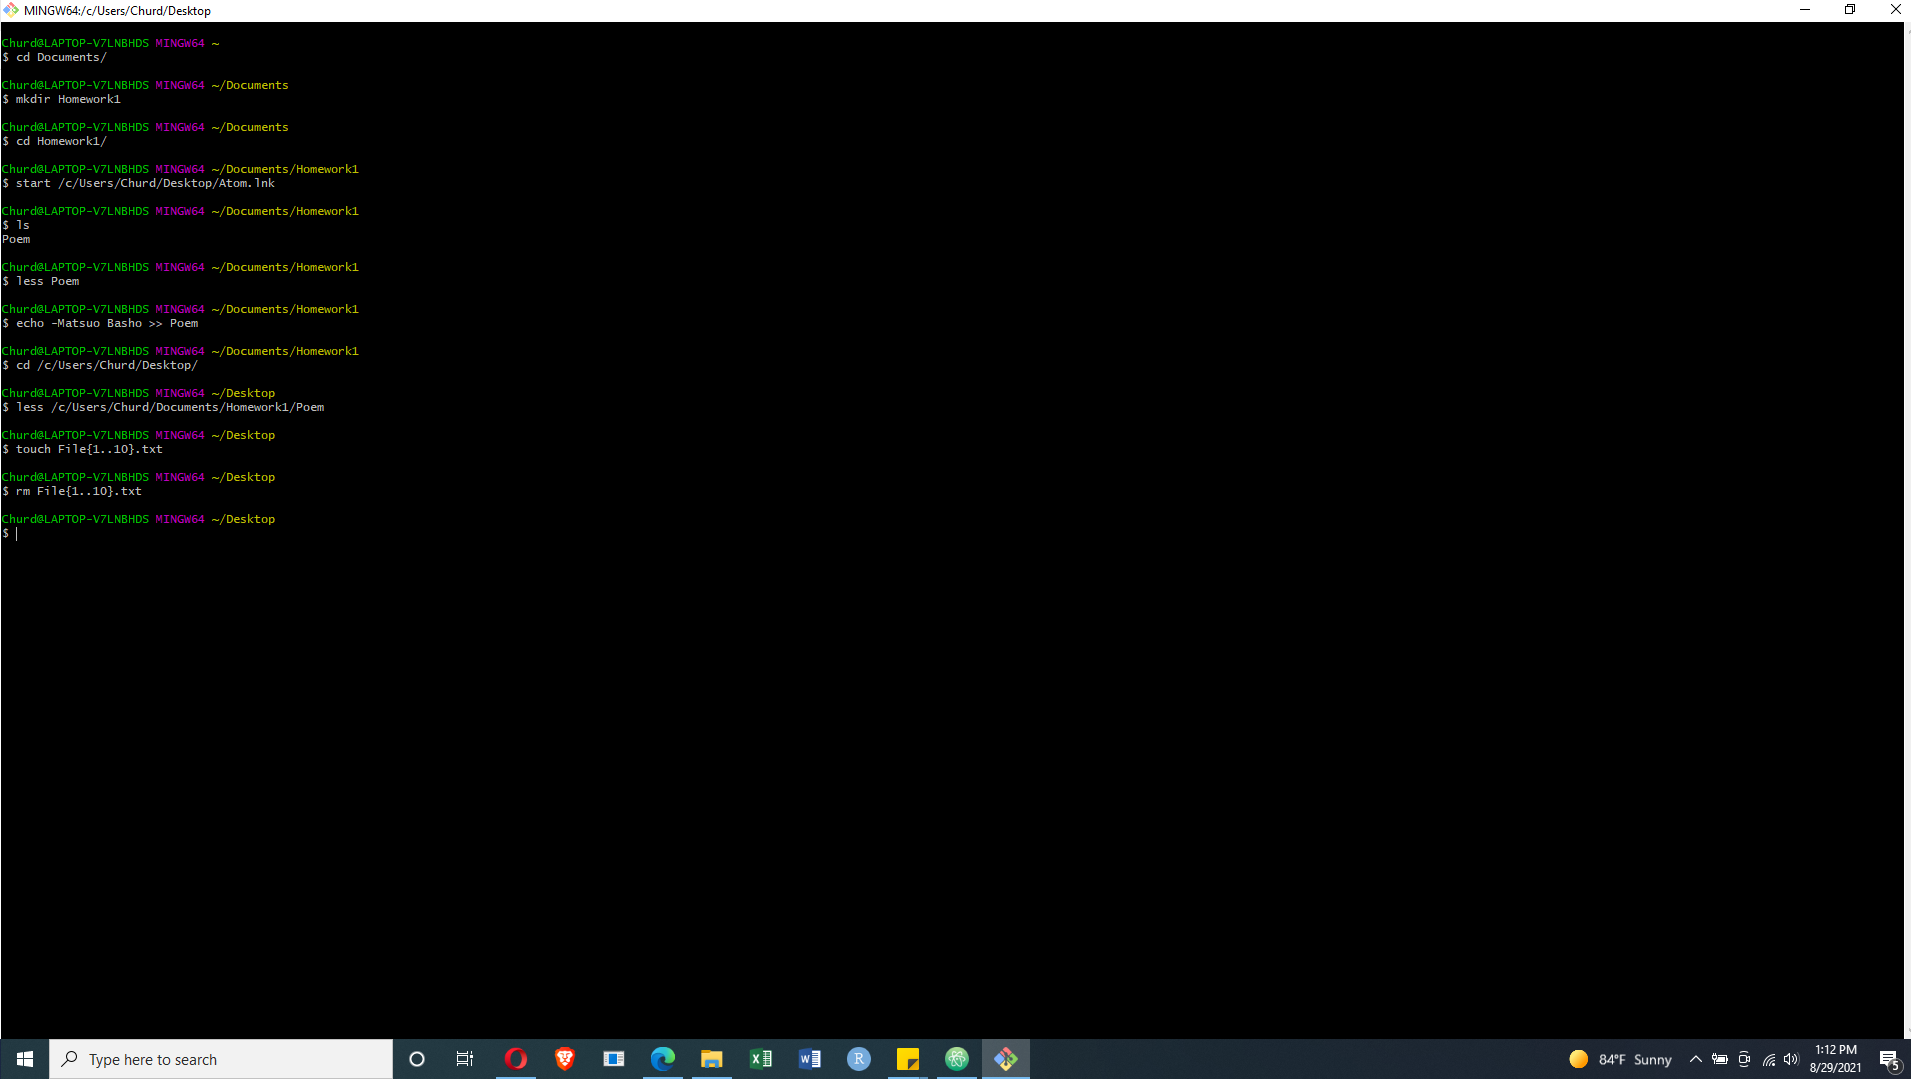 MINGW64:/c/Users/Churd/Desktop
Churd@LAPTOP-V7LNBHDS MINGW64 ~
$ cd Documents/
Churd@LAPTOP-V7LNBHDS MINGW64 ~/Documents
$ mkdir Homework1
Churd@LAPTOP-V7LNBHDS MINGW64 ~/Documents
$ cd Homework1/
Churd@LAPTOP-V7LNBHDS MINGW64 ~/Documents/Homework1
$ start /c/Users/Churd/Desktop/Atom.lnk
Churd@LAPTOP-V7LNBHDS MINGW64 ~/Documents/Homework1
$ ls
Poem
Churd@LAPTOP-V7LNBHDS MINGW64 ~/Documents/Homework1
$ less Poem
Churd@LAPTOP-V7LNBHDS MINGW64 ~/Documents/Homework1
$ echo -Matsuo Basho >> Poem
Churd@LAPTOP-V7LNBHDS MINGW64 ~/Documents/Homework1
$ cd /c/Users/Churd/Desktop/
Churd@LAPTOP-V7LNBHDS MINGW64 ~/Desktop
$ less /c/Users/Churd/Documents/Homework1/Poem
Churd@LAPTOP-V7LNBHDS MINGW64 ~/Desktop
$ touch File{1..10}.txt
Churd@LAPTOP-V7LNBHDS MINGW64 ~/Desktop
$ rm File{1..10}.txt
Churd@LAPTOP-V7LNBHDS MINGW64 ~/Desktop
$
Type here to search
84°F Sunny
1:12 PM
8/29/2021
5